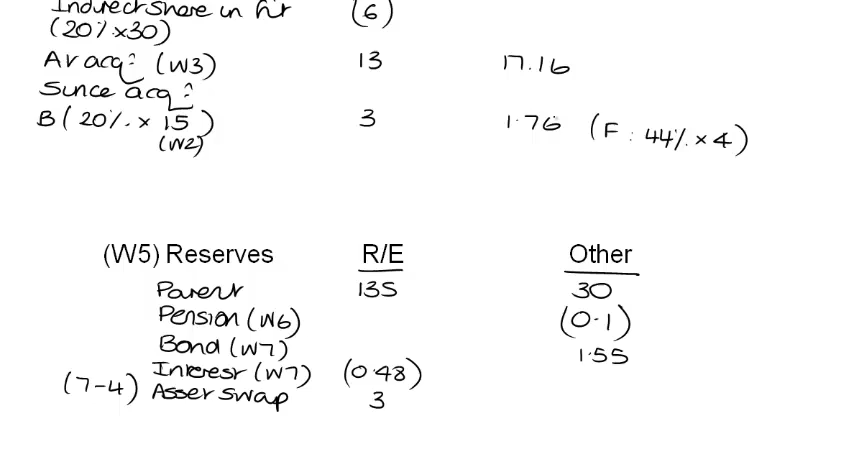 Indirect share in Fir (6)
(20% x 30)
At acq: (W3) 13 17.16
Since acq:
B (20% x 15) 3 1.76 (F: 44% x 4)
(W2)
(W5) Reserves R/E Other
Parent 135 30
Pension (W6) (0.1)
Bond (W7) 1.55
Interest (W7) (0.48)
(7-4) Asset swap 3